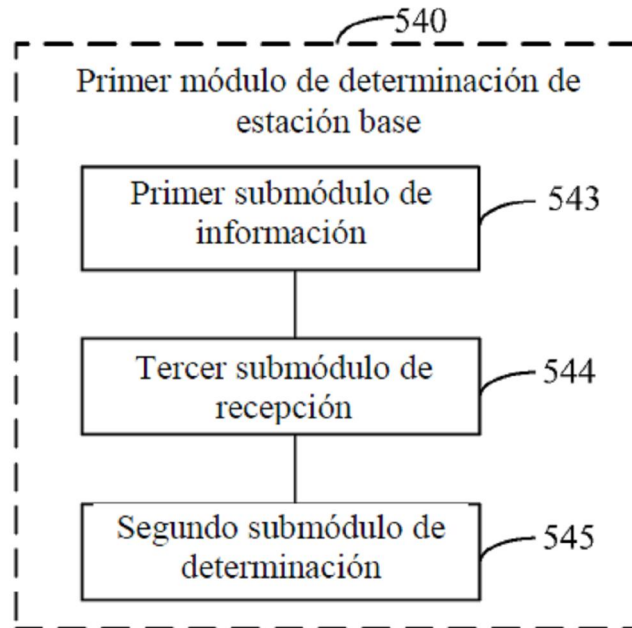 540
Primer módulo de determinación de
estación base
Primer submódulo de
información
543
Tercer submódulo de
recepción
544
Segundo submódulo de
determinación
545